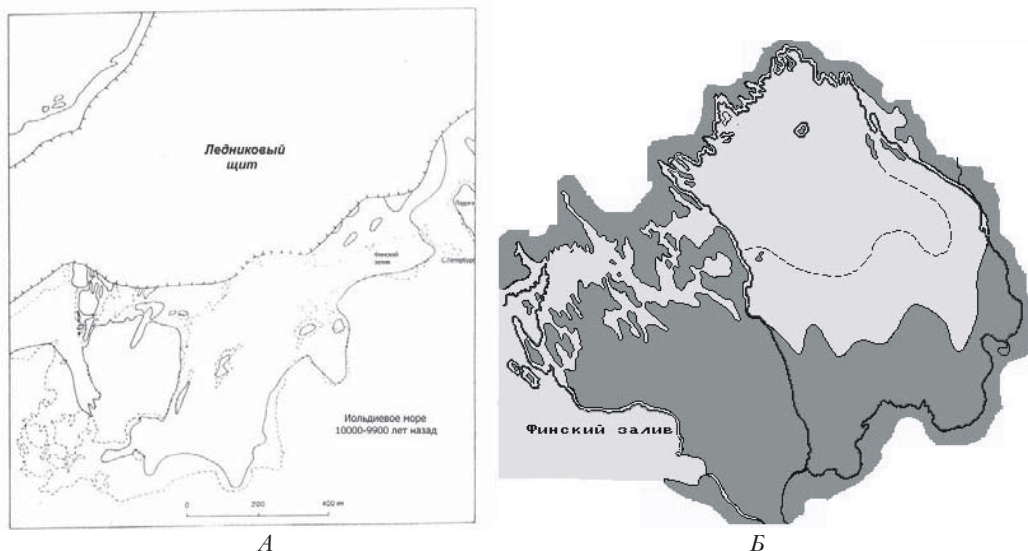 Ледниковый
щит
Ладога
Финский
залив
С.Петербург
Иольдиевое море
10000-9900 лет назад
0 200 400 км
А
Финский залив
Б